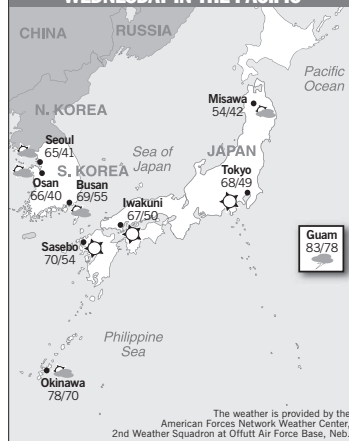 WEDNESDAY IN THE PACIFIC
CHINA
RUSSIA
Pacific
Ocean
N. KOREA
Misawa
54/42
Seoul
65/41
Sea of
Japan
JAPAN
S. KOREA
Osan
66/40
Busan
69/55
Tokyo
68/49
Iwakuni
67/50
Sasebo
70/54
Guam
83/78
Philippine
Sea
Okinawa
78/70
The weather is provided by the
American Forces Network Weather Center,
2nd Weather Squadron at Offutt Air Force Base, Neb.